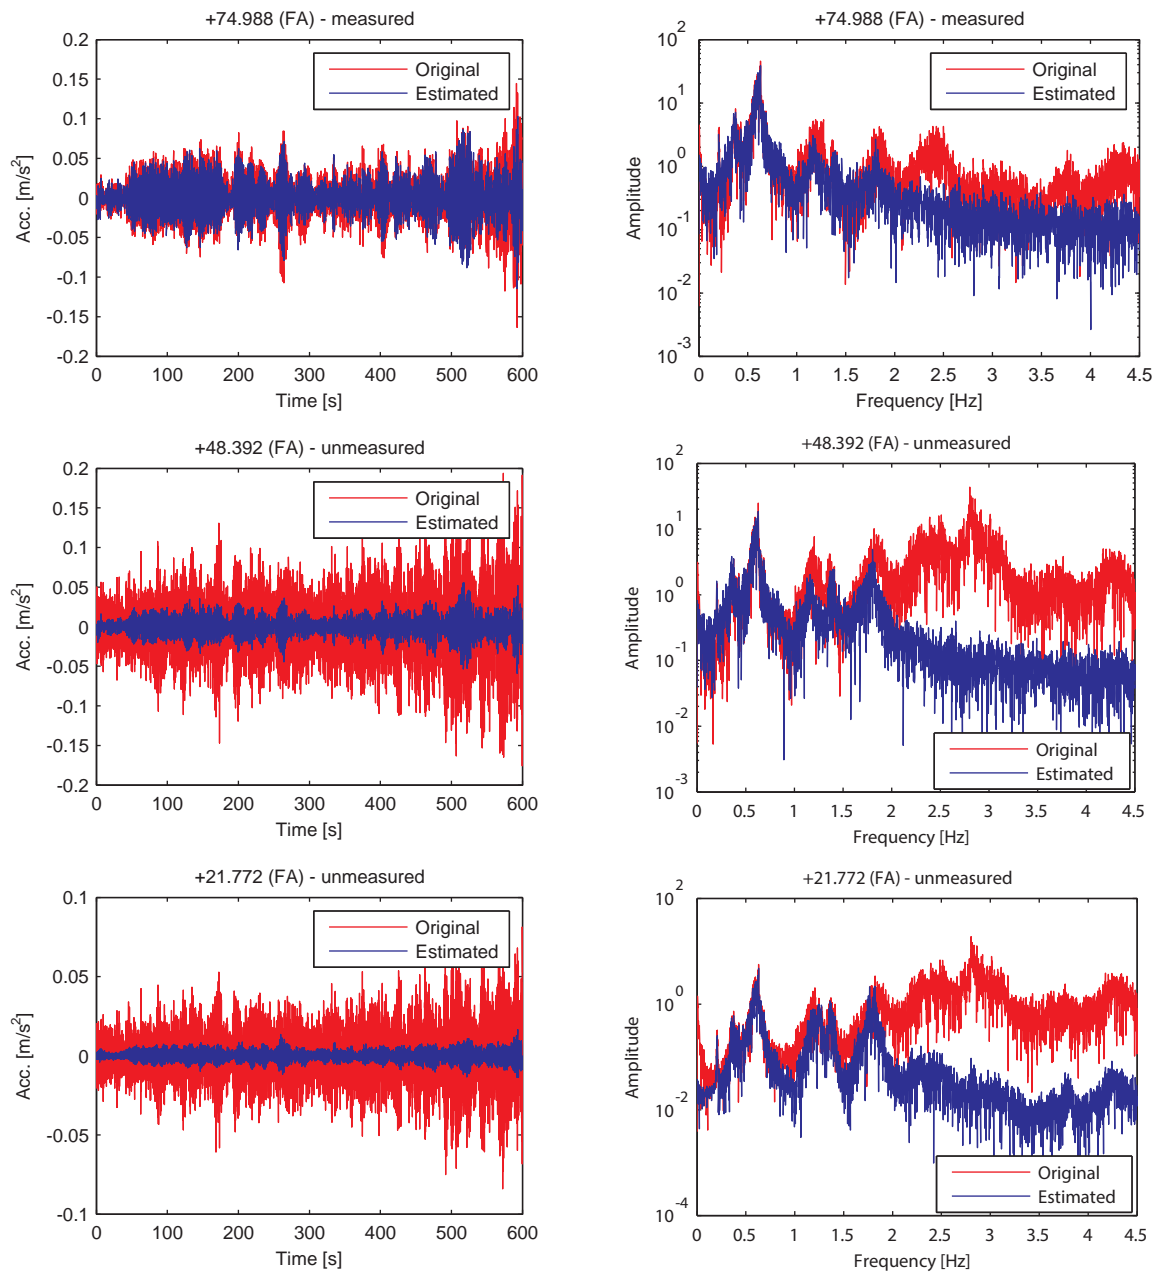 +74.988 (FA) - measured
0.2
0.15
0.1
0.05
0
-0.05
-0.1
-0.15
-0.2
Acc. [m/s²]
Original
Estimated
0 100 200 300 400 500 600
Time [s]
+74.988 (FA) - measured
10²
10¹
10⁰
10⁻¹
10⁻²
10⁻³
Amplitude
Original
Estimated
0 0.5 1 1.5 2 2.5 3 3.5 4 4.5
Frequency [Hz]
+48.392 (FA) - unmeasured
0.2
0.15
0.1
0.05
0
-0.05
-0.1
-0.15
-0.2
Acc. [m/s²]
Original
Estimated
0 100 200 300 400 500 600
Time [s]
+48.392 (FA) - unmeasured
10²
10¹
10⁰
10⁻¹
10⁻²
10⁻³
Amplitude
Original
Estimated
0 0.5 1 1.5 2 2.5 3 3.5 4 4.5
Frequency [Hz]
+21.772 (FA) - unmeasured
0.1
0.05
0
-0.05
-0.1
Acc. [m/s²]
Original
Estimated
0 100 200 300 400 500 600
Time [s]
+21.772 (FA) - unmeasured
10²
10⁰
10⁻²
10⁻⁴
Amplitude
Original
Estimated
0 0.5 1 1.5 2 2.5 3 3.5 4 4.5
Frequency [Hz]